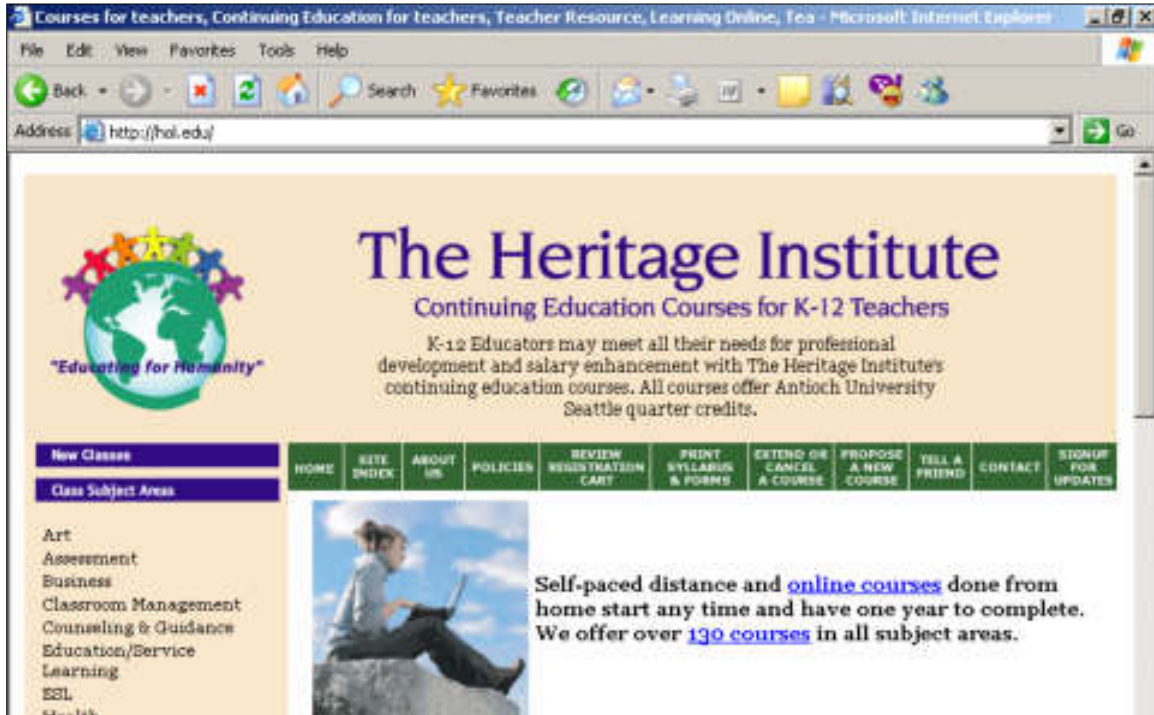 Courses for teachers, Continuing Education for teachers, Teacher Resource, Learning Online, Tea - Microsoft Internet Explorer
File Edit View Favorites Tools Help
Back Search Favorites
Address http://hol.edu/ Go
The Heritage Institute
Continuing Education Courses for K-12 Teachers
K-12 Educators may meet all their needs for professional
development and salary enhancement with The Heritage Institute's
continuing education courses. All courses offer Antioch University
Seattle quarter credits.
"Educating for Humanity"
New Classes
Class Subject Areas
HOME
SITE
INDEX
ABOUT
US
POLICIES
REVIEW
REGISTRATION
CART
PRINT
SYLLABUS
& FORMS
EXTEND OR
CANCEL
A COURSE
PROPOSE
A NEW
COURSE
TELL A
FRIEND
CONTACT
SIGNUP
FOR
UPDATES
Art
Assessment
Business
Classroom Management
Counseling & Guidance
Education/Service
Learning
ESL
Health
Self-paced distance and online courses done from
home start any time and have one year to complete.
We offer over 130 courses in all subject areas.